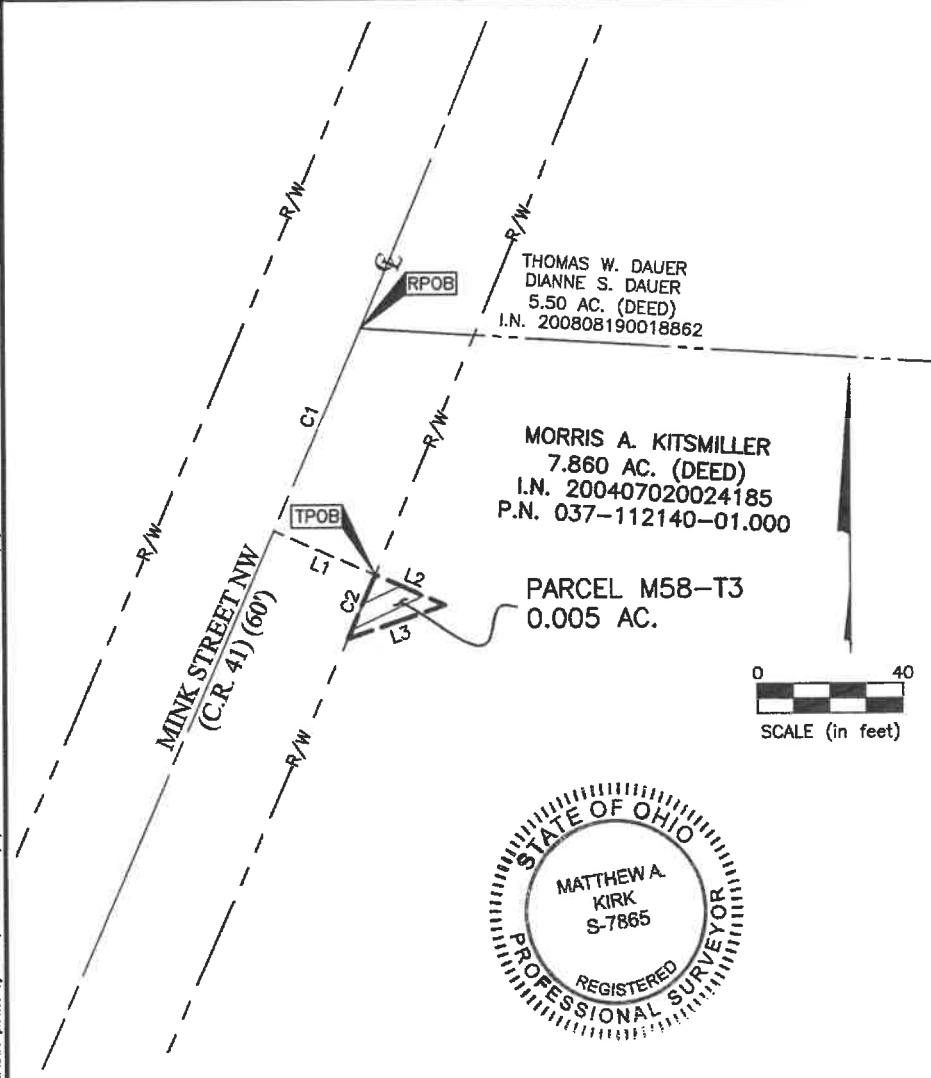 R/W
R/W
℄
RPOB
THOMAS W. DAUER
DIANNE S. DAUER
5.50 AC. (DEED)
I.N. 200808190018862
C1
R/W
MORRIS A. KITSMILLER
7.860 AC. (DEED)
I.N. 200407020024185
P.N. 037-112140-01.000
R/W
TPOB
L1
L2
C2
L3
PARCEL M58-T3
0.005 AC.
MINK STREET NW
(C.R. 41) (60')
R/W
0 40
SCALE (in feet)
STATE OF OHIO
MATTHEW A.
KIRK
S-7865
REGISTERED
PROFESSIONAL SURVEYOR